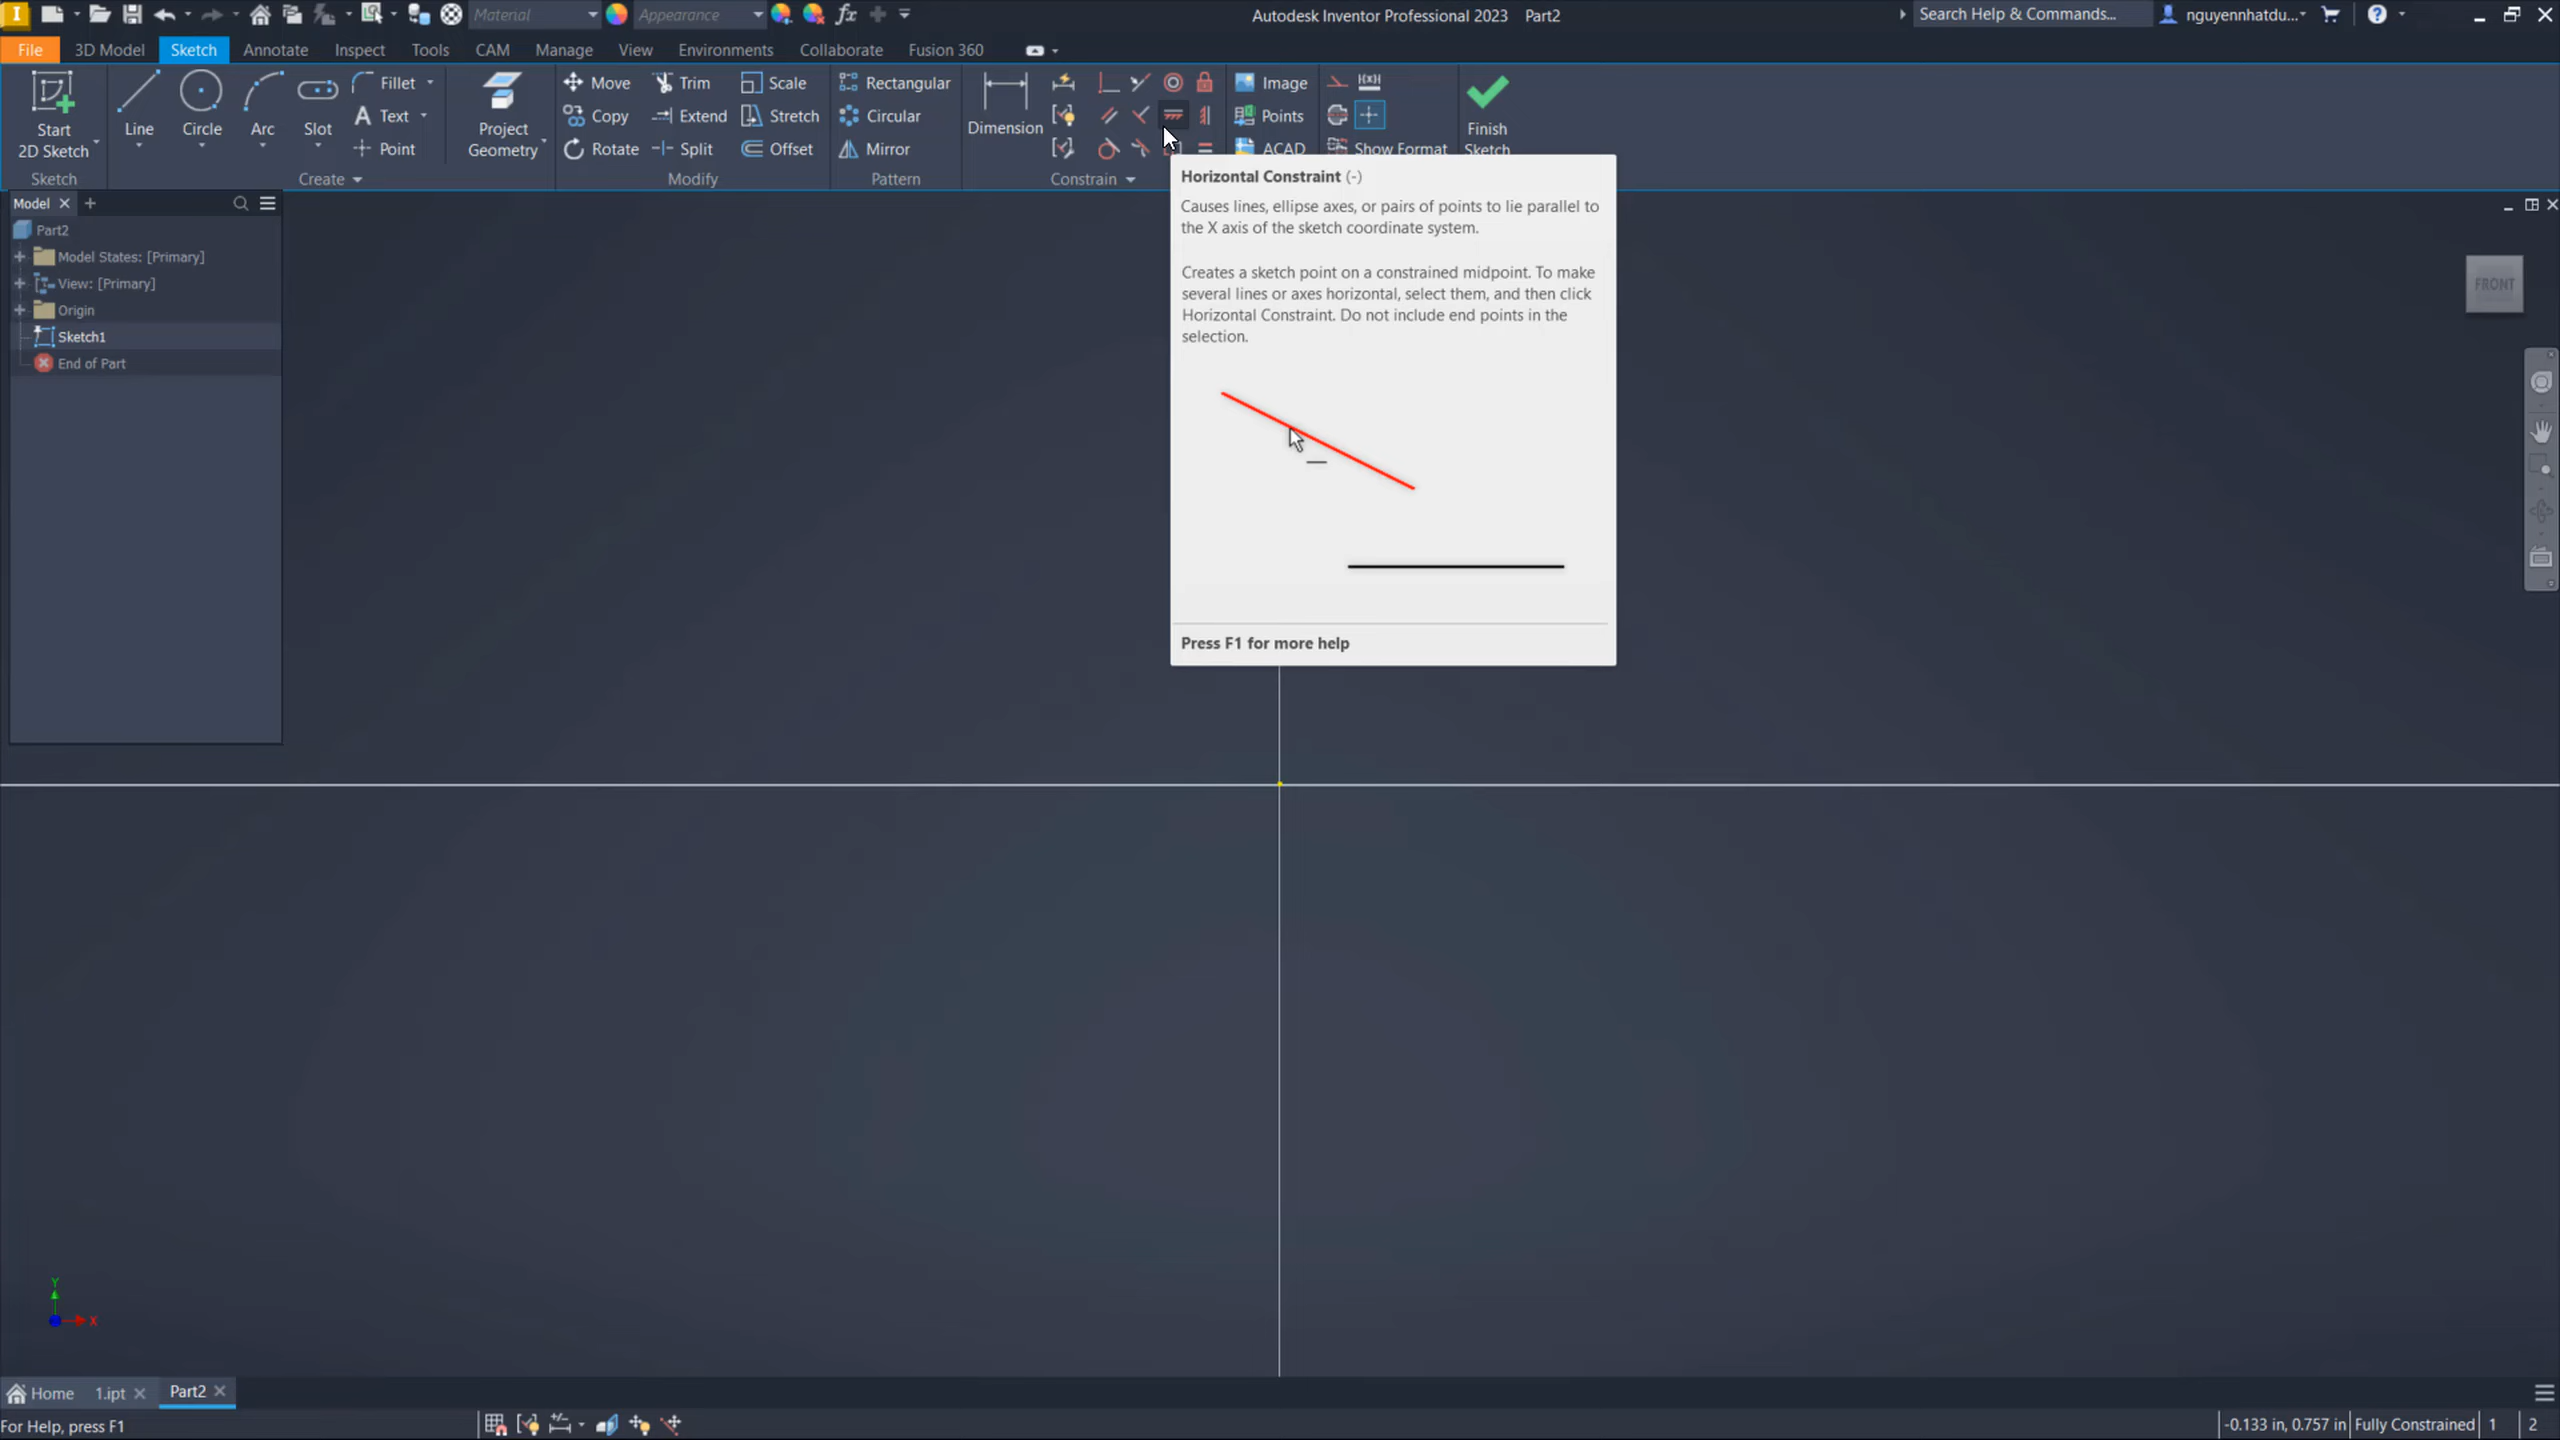 I Material Appearance fx Autodesk Inventor Professional 2023 Part2 Search Help & Commands... nguyennhatdu...
File 3D Model Sketch Annotate Inspect Tools CAM Manage View Environments Collaborate Fusion 360
Start
2D Sketch
Line
Circle
Arc
Slot
Fillet
Text
Point
Project
Geometry
Move
Copy
Rotate
Trim
Extend
Split
Scale
Stretch
Offset
Rectangular
Circular
Mirror
Dimension
Image
Points
ACAD
Show Format
Finish
Sketch
Sketch Create Modify Pattern Constrain
Model
Part2
Model States: [Primary]
View: [Primary]
Origin
Sketch1
End of Part
Horizontal Constraint (-)
Causes lines, ellipse axes, or pairs of points to lie parallel to
the X axis of the sketch coordinate system.
Creates a sketch point on a constrained midpoint. To make
several lines or axes horizontal, select them, and then click
Horizontal Constraint. Do not include end points in the
selection.
Press F1 for more help
FRONT
Y
X
Home 1.ipt Part2
For Help, press F1
-0.133 in, 0.757 in Fully Constrained 1 2